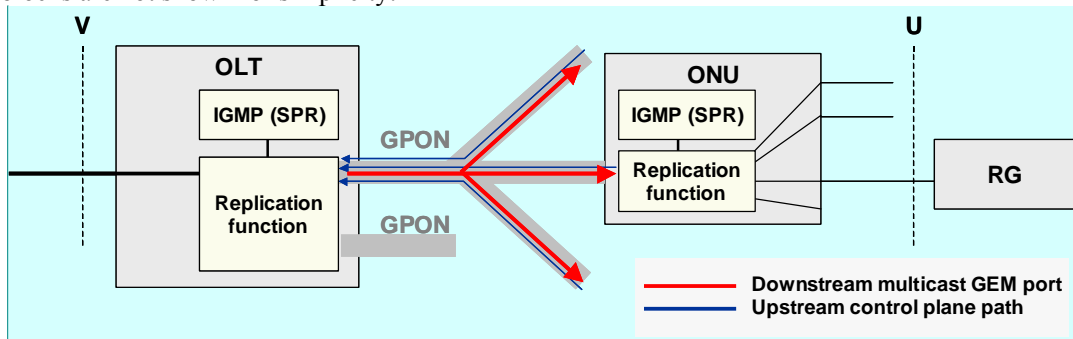 V
U
OLT
ONU
IGMP (SPR)
IGMP (SPR)
GPON
Replication
function
Replication
function
RG
GPON
Downstream multicast GEM port
Upstream control plane path